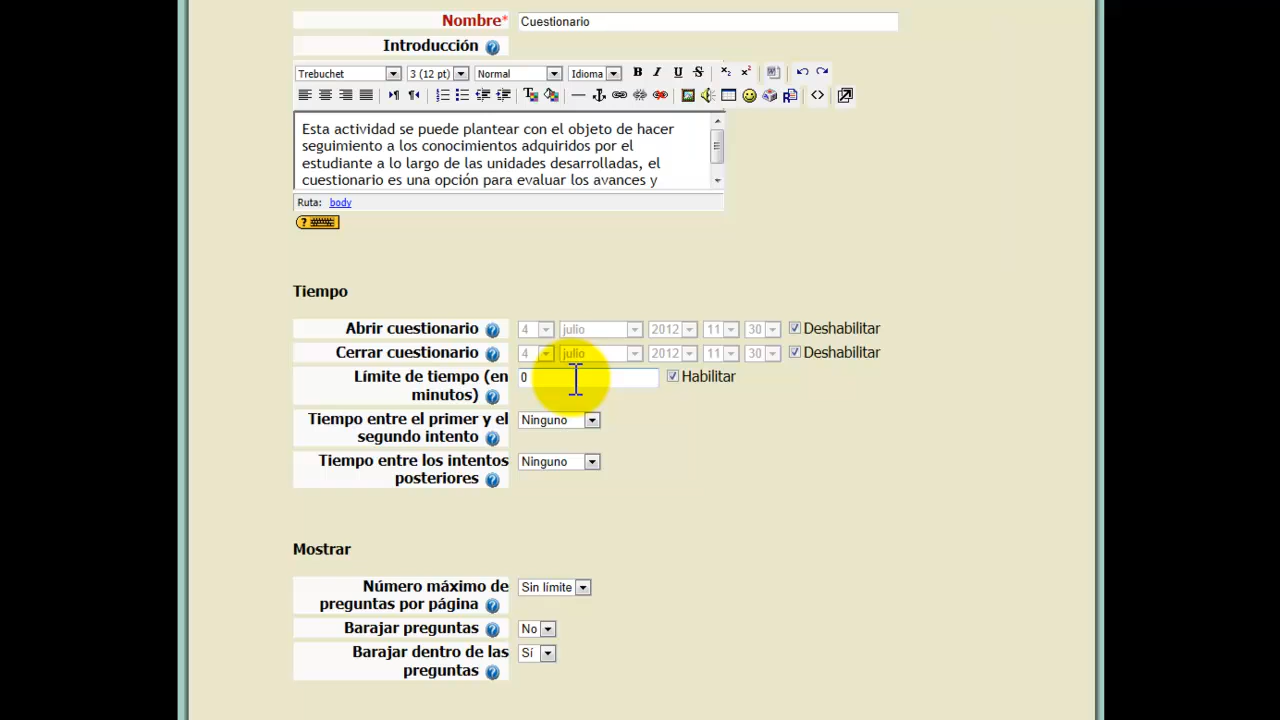 Nombre* Cuestionario
Introducción
Trebuchet 3 (12 pt) Normal Idioma B I U S x₂ x²
Esta actividad se puede plantear con el objeto de hacer
seguimiento a los conocimientos adquiridos por el
estudiante a lo largo de las unidades desarrolladas, el
cuestionario es una opción para evaluar los avances y
Ruta: body
Tiempo
Abrir cuestionario 4 julio 2012 11 30 Deshabilitar
Cerrar cuestionario 4 julio 2012 11 30 Deshabilitar
Límite de tiempo (en 0 Habilitar
minutos)
Tiempo entre el primer y el Ninguno
segundo intento
Tiempo entre los intentos Ninguno
posteriores
Mostrar
Número máximo de Sin límite
preguntas por página
Barajar preguntas No
Barajar dentro de las Sí
preguntas